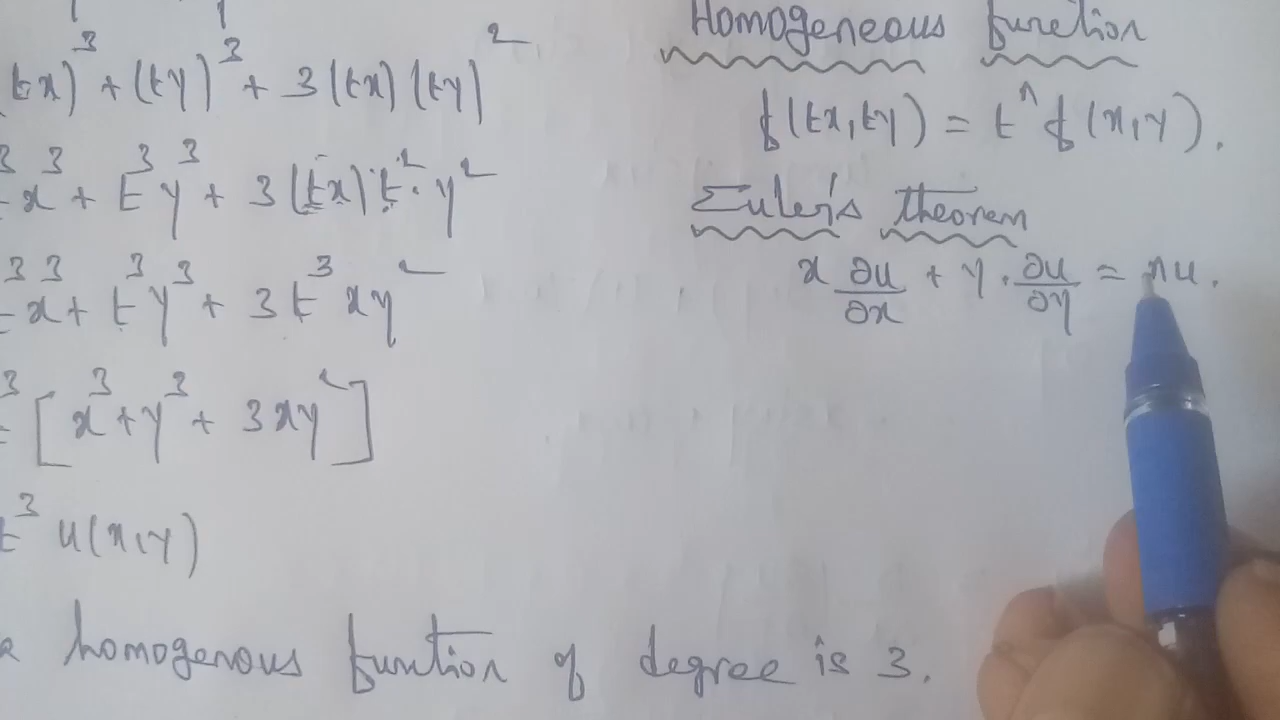 (tx)³ + (ty)³ + 3(tx)(ty)²
t³x³ + t³y³ + 3(tx)t²·y²
t³x³ + t³y³ + 3t³xy²
t³[x³+y³+ 3xy²]
t³ u(x,y)
homogenous function of degree is 3.
Homogeneous function
f(tx,ty) = tⁿ f(x,y).
Euler's theorem
x ∂u/∂x + y·∂u/∂y = nu.